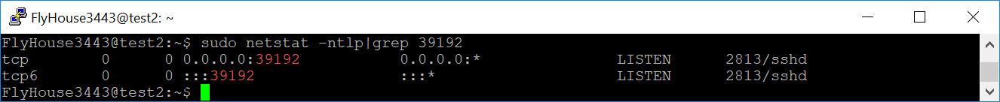 FlyHouse3443@test2: ~
FlyHouse3443@test2:~$ sudo netstat -ntlp|grep 39192
tcp        0      0 0.0.0.0:39192           0.0.0.0:*               LISTEN      2813/sshd
tcp6       0      0 :::39192                :::*                    LISTEN      2813/sshd
FlyHouse3443@test2:~$